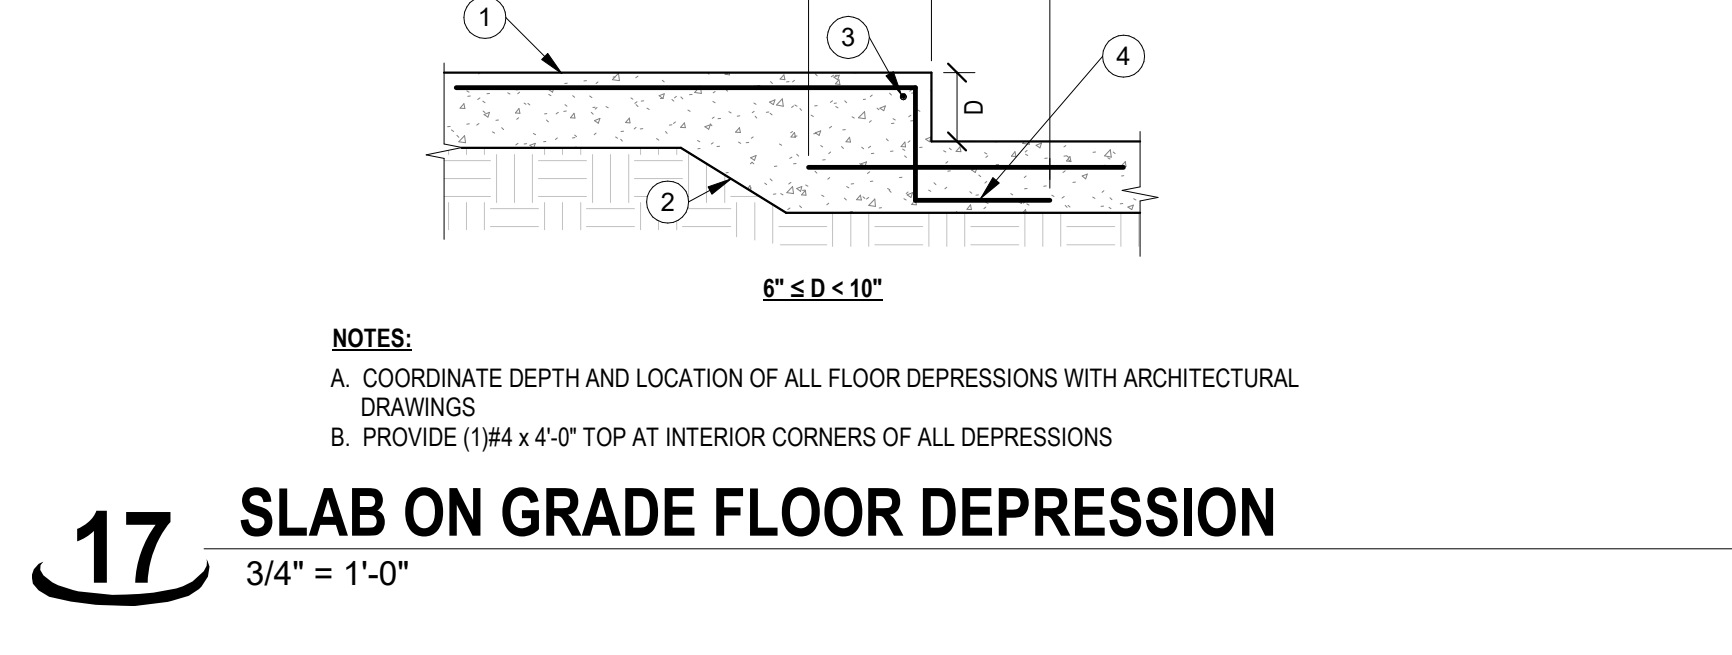 1
3
4
D
2
6" ≤ D < 10"
NOTES:
A. COORDINATE DEPTH AND LOCATION OF ALL FLOOR DEPRESSIONS WITH ARCHITECTURAL
DRAWINGS
B. PROVIDE (1)#4 x 4'-0" TOP AT INTERIOR CORNERS OF ALL DEPRESSIONS
17
SLAB ON GRADE FLOOR DEPRESSION
3/4" = 1'-0"